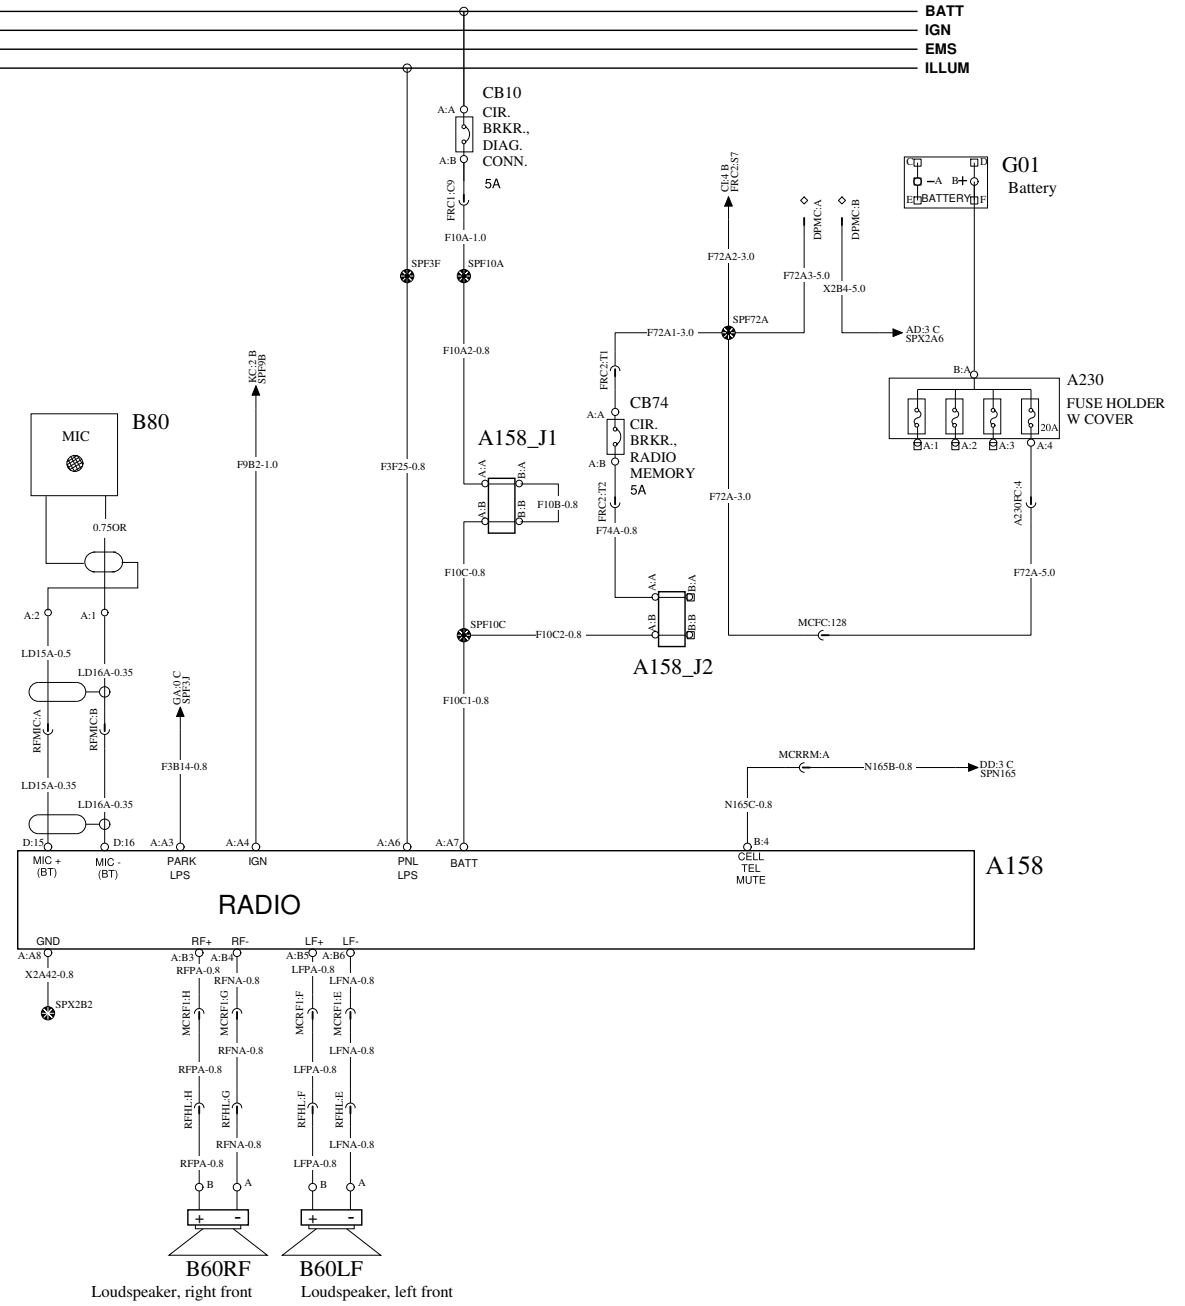 BATT
IGN
EMS
ILLUM
CB10
CIR.
BRKR.,
DIAG.
CONN.
5A
A:A
A:B
FRC1:C9
F10A-1.0
SPF3F
SPF10A
F10A2-0.8
CI:4 B
FRC2:S7
F72A2-3.0
DPMC:A
DPMC:B
F72A3-5.0
X2B4-5.0
SPF72A
F72A1-3.0
AD:3 C
SPX2A6
C
D
–A
B+
E
BATTERY
F
G01
Battery
B:A
A230
FUSE HOLDER
W COVER
20A
A:1
A:2
A:3
A:4
A230FC:4
F72A-5.0
FRC2:T1
A:A
CB74
CIR.
BRKR.,
RADIO
MEMORY
5A
A:B
FRC2:T2
F74A-0.8
F72A-3.0
MCFC:128
KC:2 B
SPF9B
F9B2-1.0
F3F25-0.8
B80
MIC
0.75OR
A158_J1
A:A
B:A
A:B
B:B
F10B-0.8
F10C-0.8
SPF10C
F10C2-0.8
A:A
B:A
A:B
B:B
A158_J2
F10C1-0.8
A:2
A:1
LD15A-0.5
LD16A-0.35
RFMIC:A
RFMIC:B
LD15A-0.35
LD16A-0.35
GA:0 C
SPF3J
F3B14-0.8
MCRRM:A
N165B-0.8
DD:3 C
SPN165
N165C-0.8
D:15
D:16
A:A3
A:A4
A:A6
A:A7
B:4
MIC +
(BT)
MIC -
(BT)
PARK
LPS
IGN
PNL
LPS
BATT
CELL
TEL
MUTE
A158
RADIO
GND
RF+
RF-
LF+
LF-
A:A8
A:B3
A:B4
A:B5
A:B6
X2A42-0.8
SPX2B2
RFPA-0.8
RFNA-0.8
LFPA-0.8
LFNA-0.8
MCRF1:H
MCRF1:G
MCRF1:F
MCRF1:E
RFPA-0.8
RFNA-0.8
LFPA-0.8
LFNA-0.8
RFHL:H
RFHL:G
RFHL:F
RFHL:E
RFPA-0.8
RFNA-0.8
LFPA-0.8
LFNA-0.8
B
A
B
A
+
-
+
-
B60RF
B60LF
Loudspeaker, right front
Loudspeaker, left front